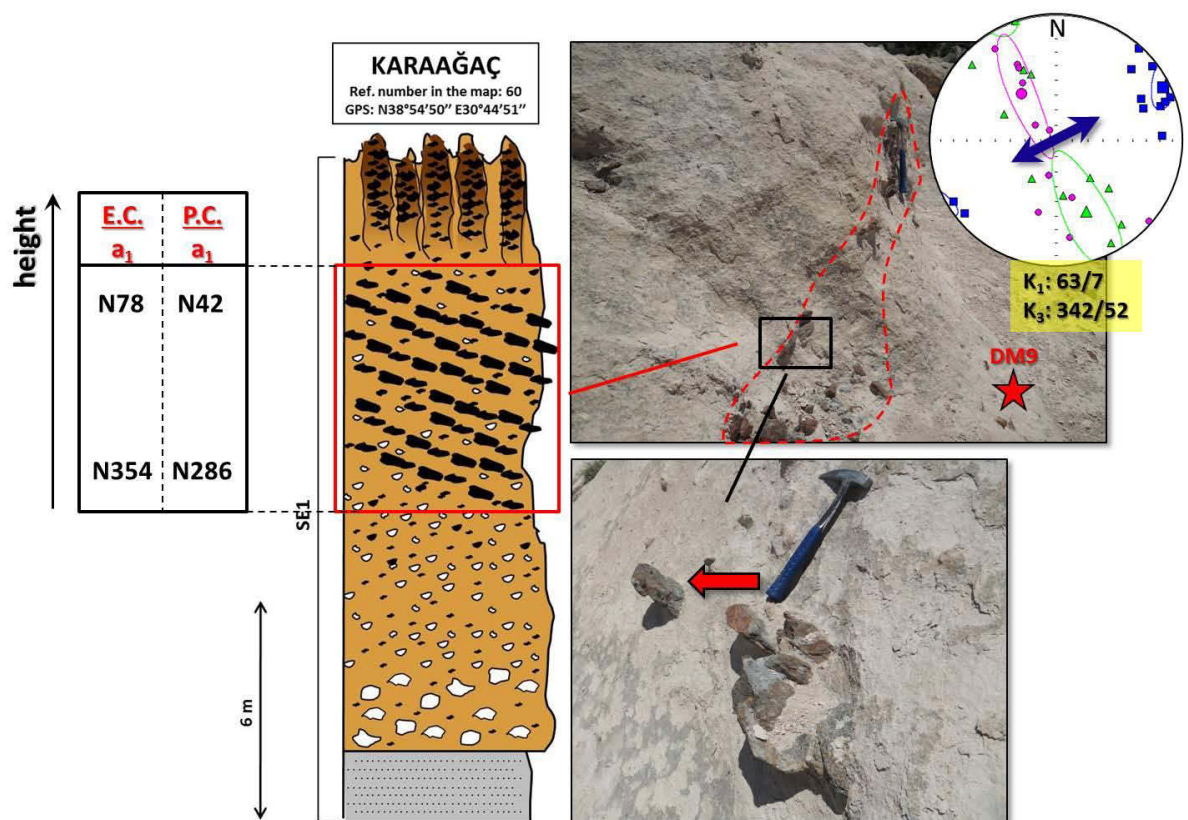 KARAAĞAÇ
Ref. number in the map: 60
GPS: N38°54’50’’ E30°44’51’’
height
E.C. P.C.
a1 a1
N78 N42
N354 N286
SE1
6 m
N
K1: 63/7
K3: 342/52
DM9